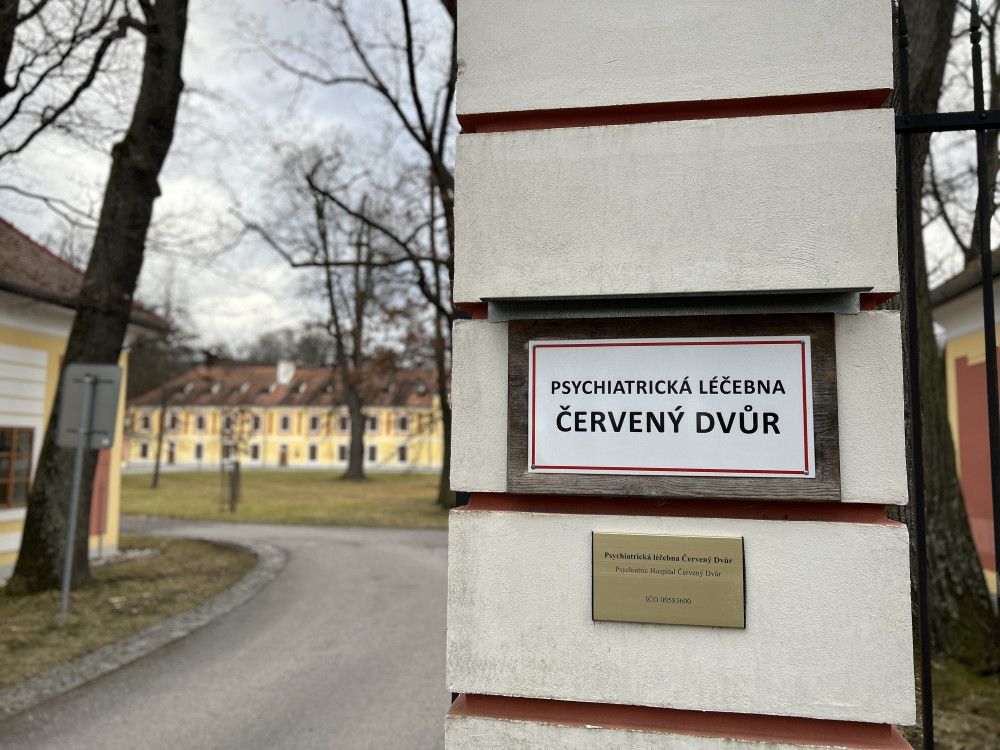 PSYCHIATRICKÁ LÉČEBNA
ČERVENÝ DVŮR
Psychiatrická léčebna Červený Dvůr
Psychiatric Hospital Červený Dvůr
IČO 00583600